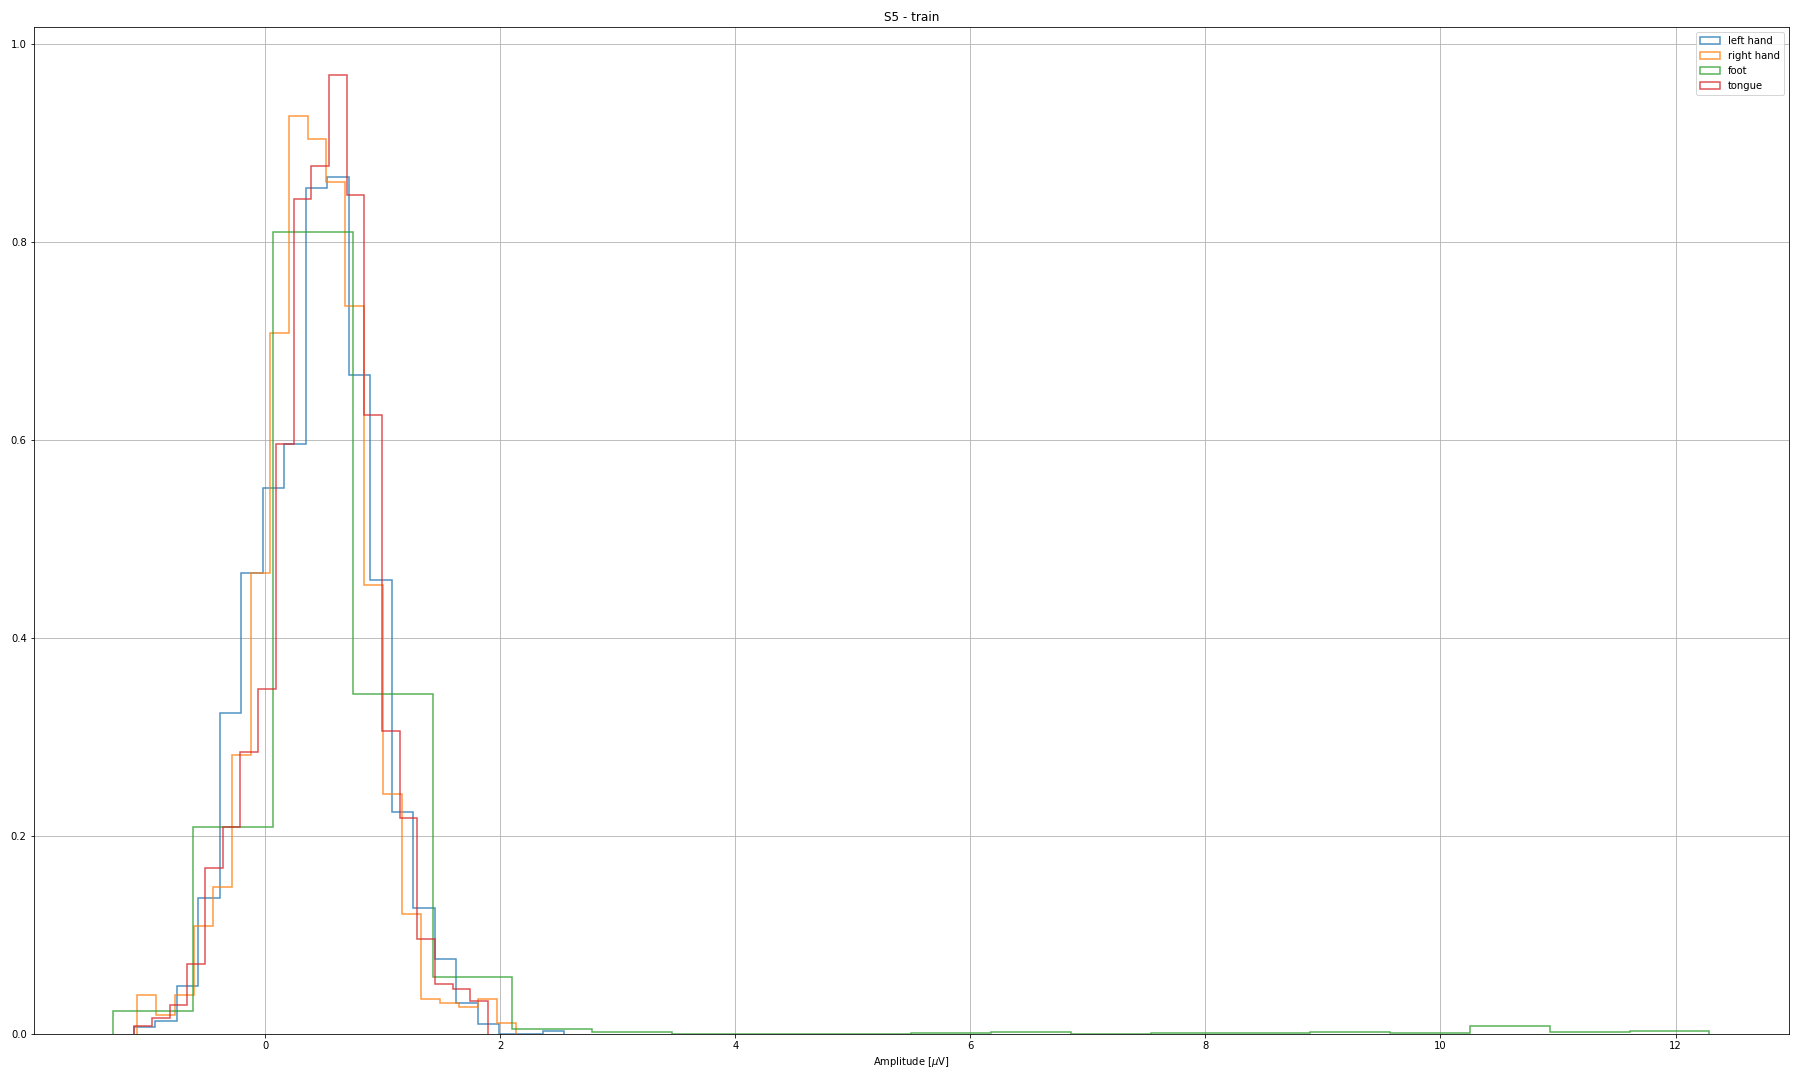 S5 - train
left hand
right hand
foot
tongue
1.0
0.8
0.6
0.4
0.2
0.0
0 2 4 6 8 10 12
Amplitude [μV]